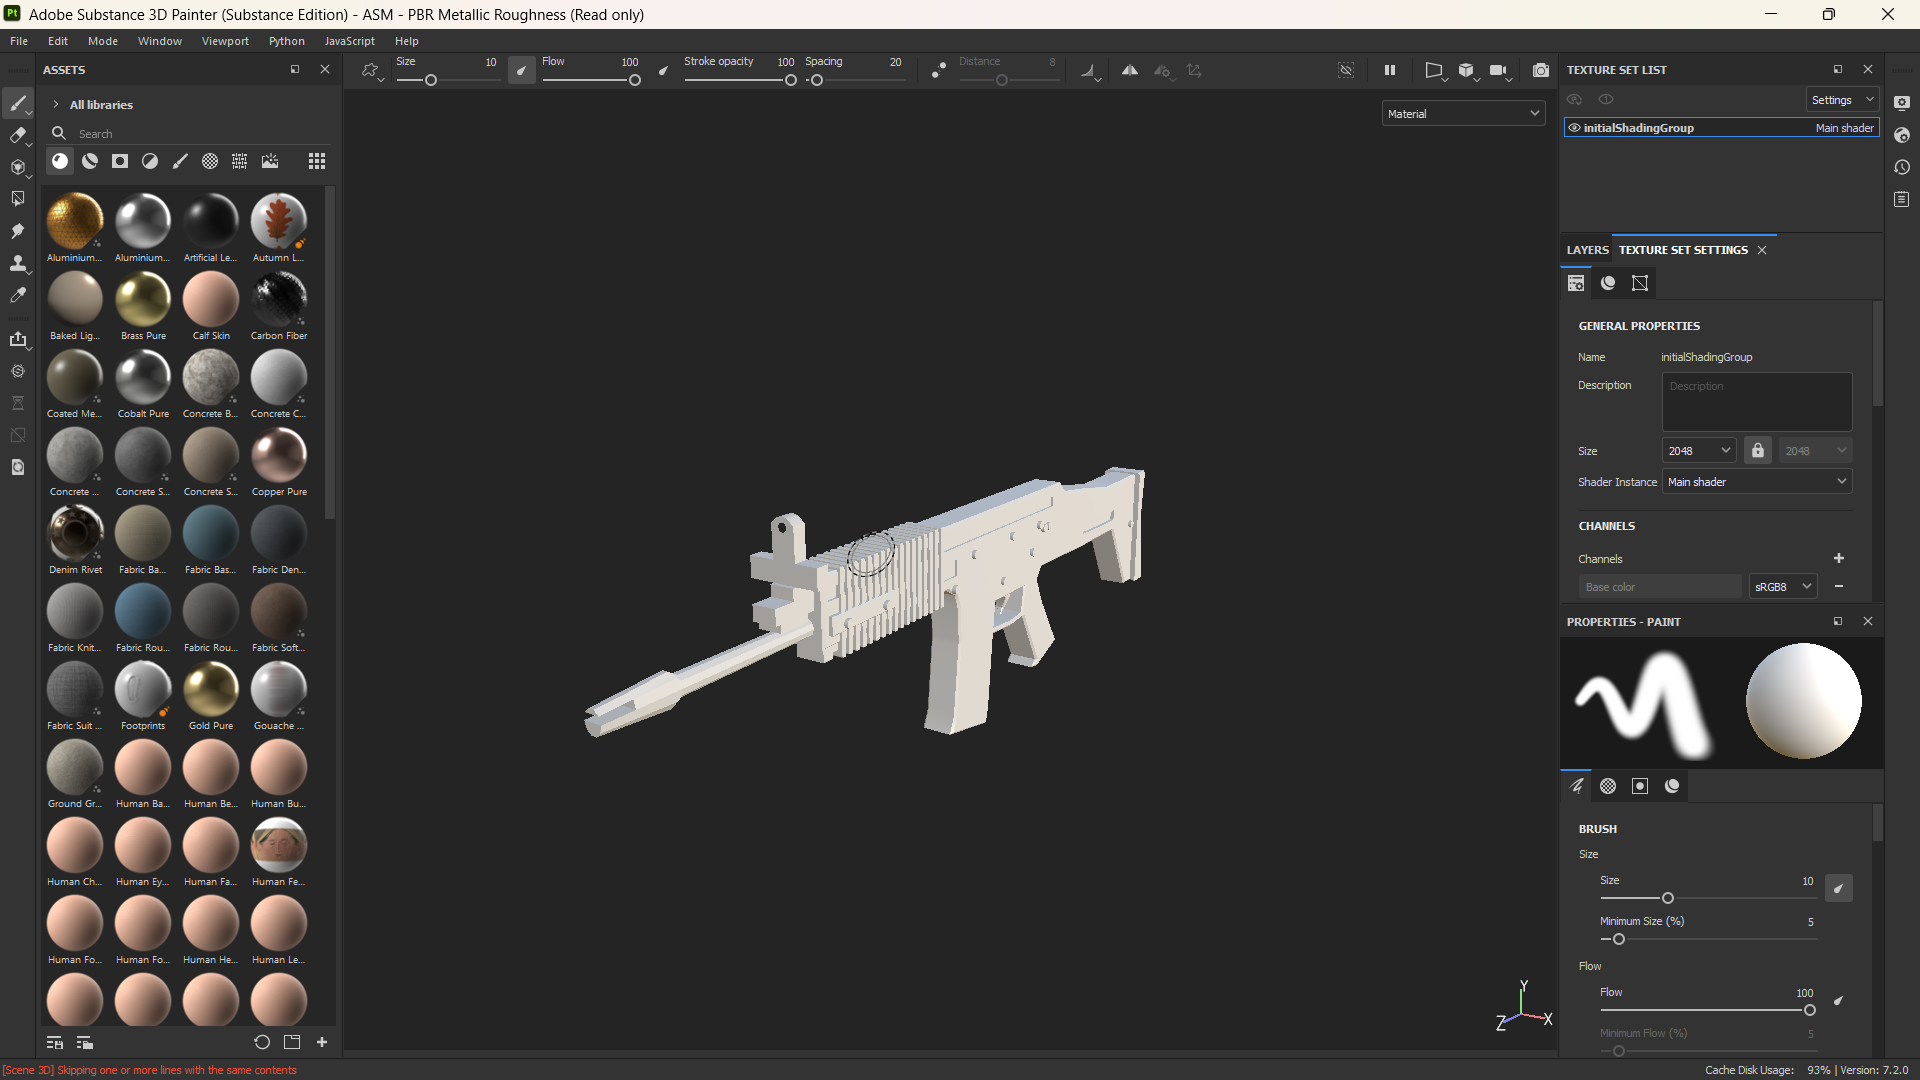 Pt Adobe Substance 3D Painter (Substance Edition) - ASM - PBR Metallic Roughness (Read only)
File Edit Mode Window Viewport Python JavaScript Help
ASSETS
Size 10 Flow 100 Stroke opacity 100 Spacing 20 Distance 8
All libraries
Search
Aluminium... Aluminium... Artificial Le... Autumn L...
Baked Lig... Brass Pure Calf Skin Carbon Fiber
Coated Me... Cobalt Pure Concrete B... Concrete C...
Concrete ... Concrete S... Concrete S... Copper Pure
Denim Rivet Fabric Ba... Fabric Bas... Fabric Den...
Fabric Knit... Fabric Rou... Fabric Rou... Fabric Soft...
Fabric Suit ... Footprints Gold Pure Gouache ...
Ground Gr... Human Ba... Human Be... Human Bu...
Human Ch... Human Ey... Human Fa... Human Fe...
Human Fo... Human Fo... Human He... Human Le...
Material
Y
Z X
TEXTURE SET LIST
Settings
initialShadingGroup Main shader
LAYERS TEXTURE SET SETTINGS
GENERAL PROPERTIES
Name initialShadingGroup
Description Description
Size 2048 2048
Shader Instance Main shader
CHANNELS
Channels
Base color sRGB8
PROPERTIES - PAINT
BRUSH
Size
Size 10
Minimum Size (%) 5
Flow
Flow 100
Minimum Flow (%) 5
[Scene 3D] Skipping one or more lines with the same contents
Cache Disk Usage: 93% | Version: 7.2.0